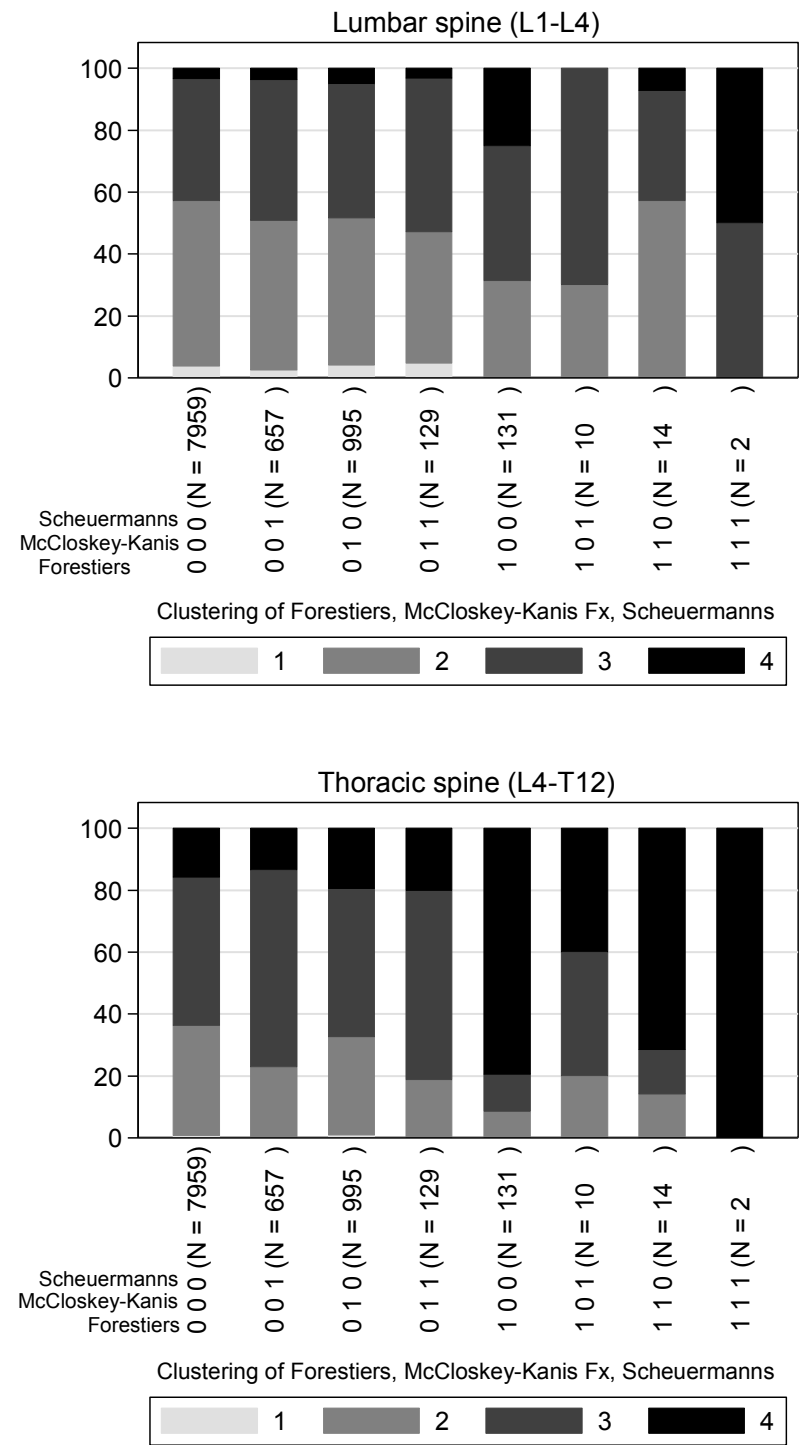 Lumbar spine (L1-L4)
100
80
60
40
20
0
0 0 0 (N = 7959)
0 0 1 (N = 657 )
0 1 0 (N = 995 )
0 1 1 (N = 129 )
1 0 0 (N = 131 )
1 0 1 (N = 10 )
1 1 0 (N = 14 )
1 1 1 (N = 2 )
Scheuermanns
McCloskey-Kanis
Forestiers
Clustering of Forestiers, McCloskey-Kanis Fx, Scheuermanns
1 2 3 4
Thoracic spine (L4-T12)
100
80
60
40
20
0
0 0 0 (N = 7959)
0 0 1 (N = 657 )
0 1 0 (N = 995 )
0 1 1 (N = 129 )
1 0 0 (N = 131 )
1 0 1 (N = 10 )
1 1 0 (N = 14 )
1 1 1 (N = 2 )
Scheuermanns
McCloskey-Kanis
Forestiers
Clustering of Forestiers, McCloskey-Kanis Fx, Scheuermanns
1 2 3 4